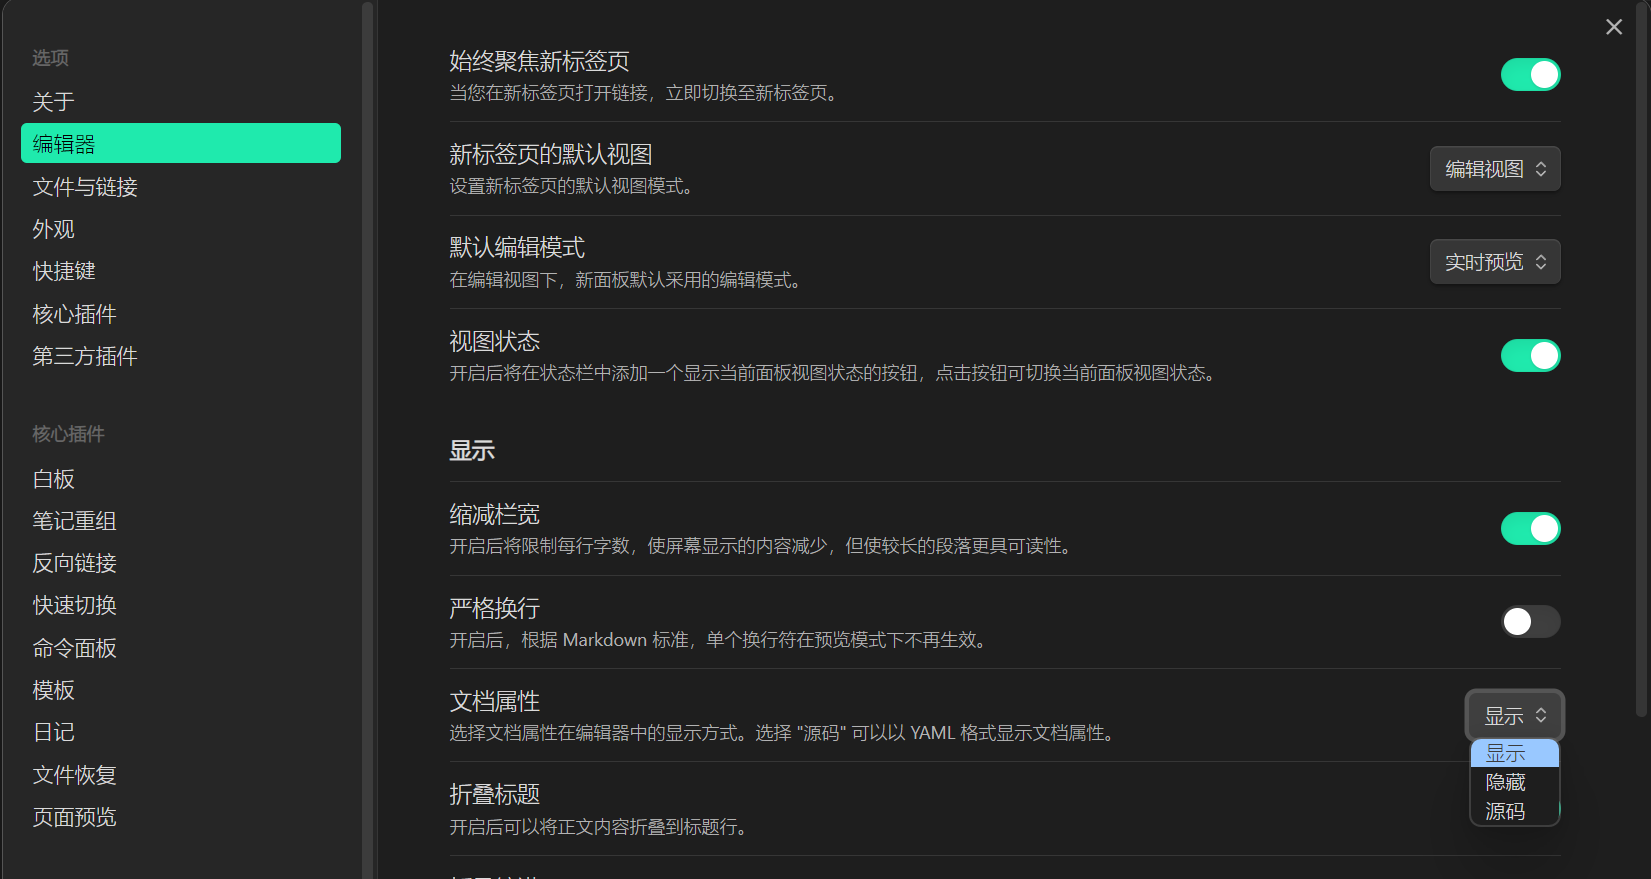 选项
关于
编辑器
文件与链接
外观
快捷键
核心插件
第三方插件
核心插件
白板
笔记重组
反向链接
快速切换
命令面板
模板
日记
文件恢复
页面预览
始终聚焦新标签页
当您在新标签页打开链接，立即切换至新标签页。
新标签页的默认视图
设置新标签页的默认视图模式。
编辑视图
默认编辑模式
在编辑视图下，新面板默认采用的编辑模式。
实时预览
视图状态
开启后将在状态栏中添加一个显示当前面板视图状态的按钮，点击按钮可切换当前面板视图状态。
显示
缩减栏宽
开启后将限制每行字数，使屏幕显示的内容减少，但使较长的段落更具可读性。
严格换行
开启后，根据 Markdown 标准，单个换行符在预览模式下不再生效。
文档属性
选择文档属性在编辑器中的显示方式。选择 "源码" 可以以 YAML 格式显示文档属性。
显示
显示
隐藏
源码
折叠标题
开启后可以将正文内容折叠到标题行。